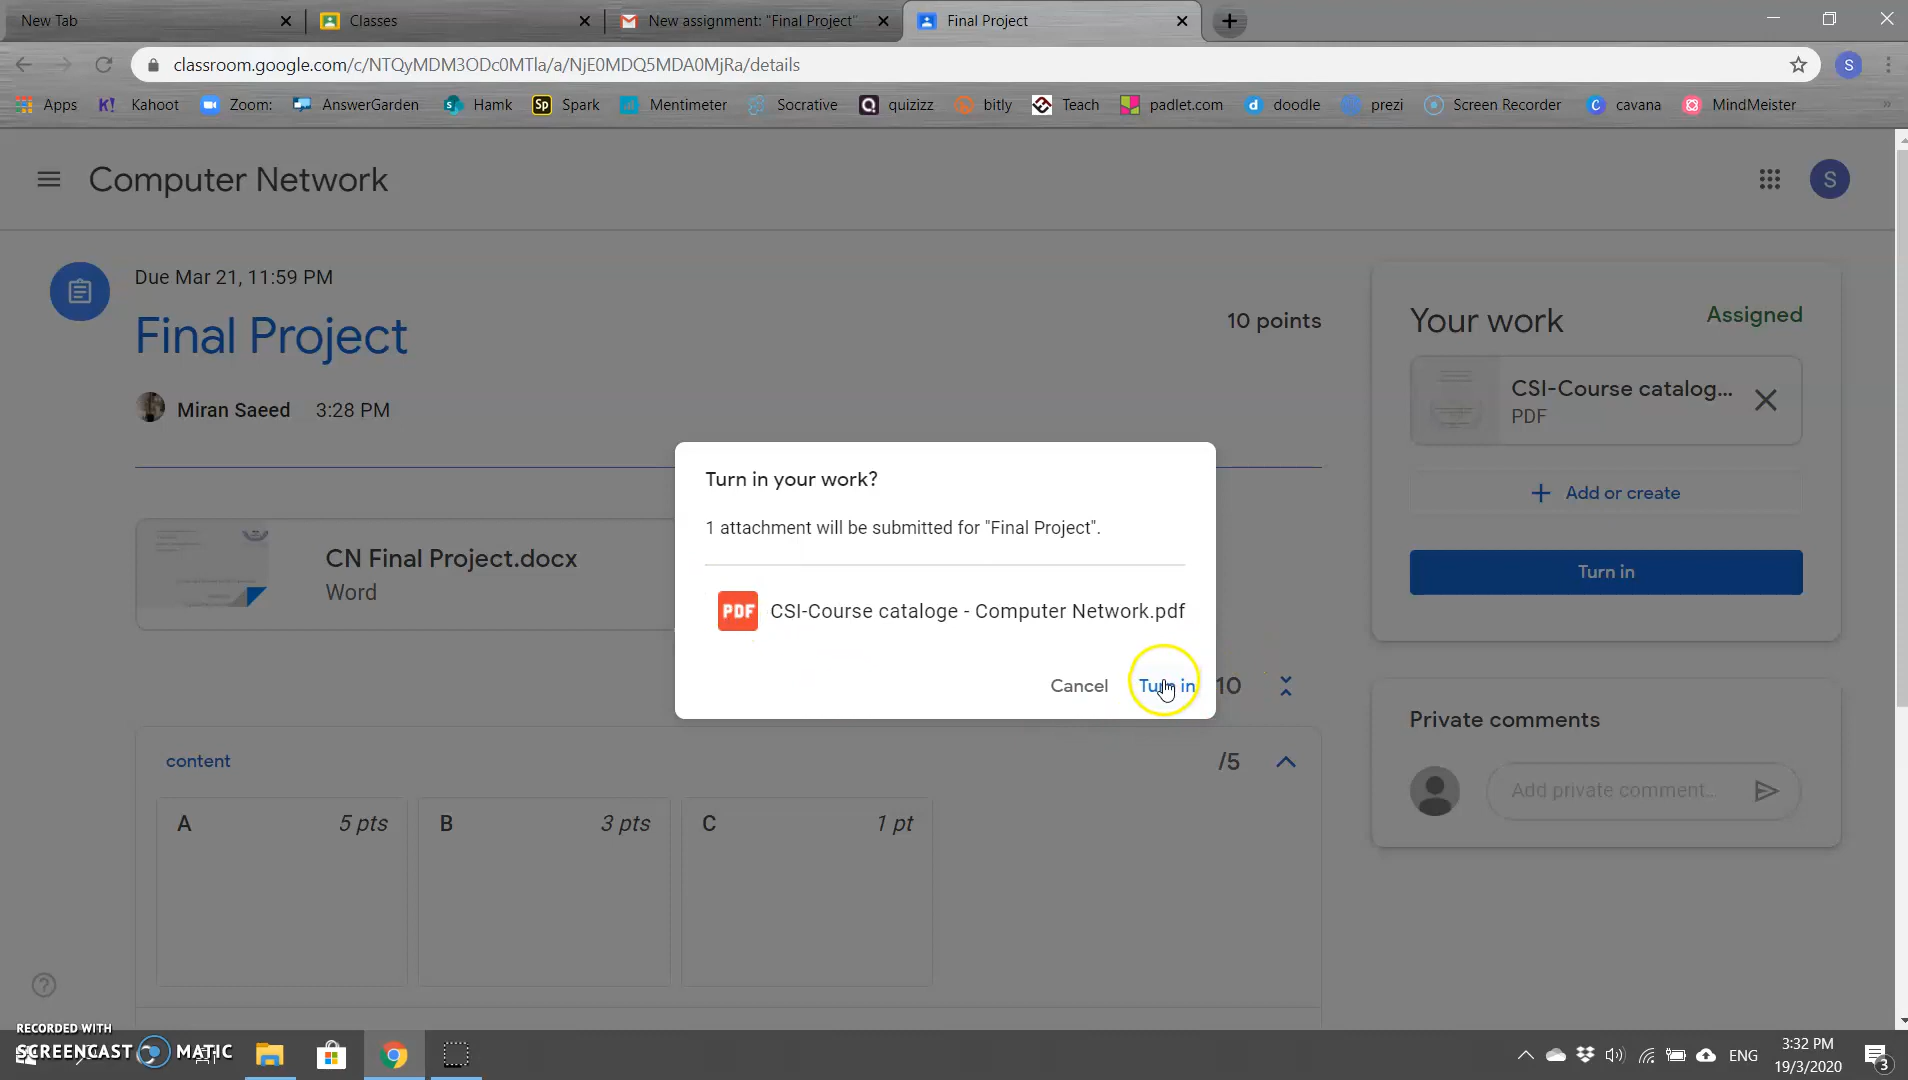 New Tab
Classes
New assignment: "Final Project"
Final Project
classroom.google.com/c/NTQyMDM3ODc0MTla/a/NjE0MDQ5MDA0MjRa/details
S
Apps
K!
Kahoot
Zoom:
AnswerGarden
Hamk
Sp
Spark
Mentimeter
Socrative
quizizz
bitly
Teach
padlet.com
d
doodle
prezi
Screen Recorder
C
cavana
MindMeister
»
Computer Network
S
Due Mar 21, 11:59 PM
Final Project
10 points
Miran Saeed
3:28 PM
CN Final Project.docx
Word
Your work
Assigned
CSI-Course catalog...
PDF
Add or create
Turn in
Turn in your work?
1 attachment will be submitted for "Final Project".
PDF
CSI-Course cataloge - Computer Network.pdf
Cancel
Turn in
10
content
/5
A
5 pts
B
3 pts
C
1 pt
Private comments
Add private comment...
RECORDED WITH
SCREENCAST MATIC
ENG
3:32 PM
19/3/2020
3